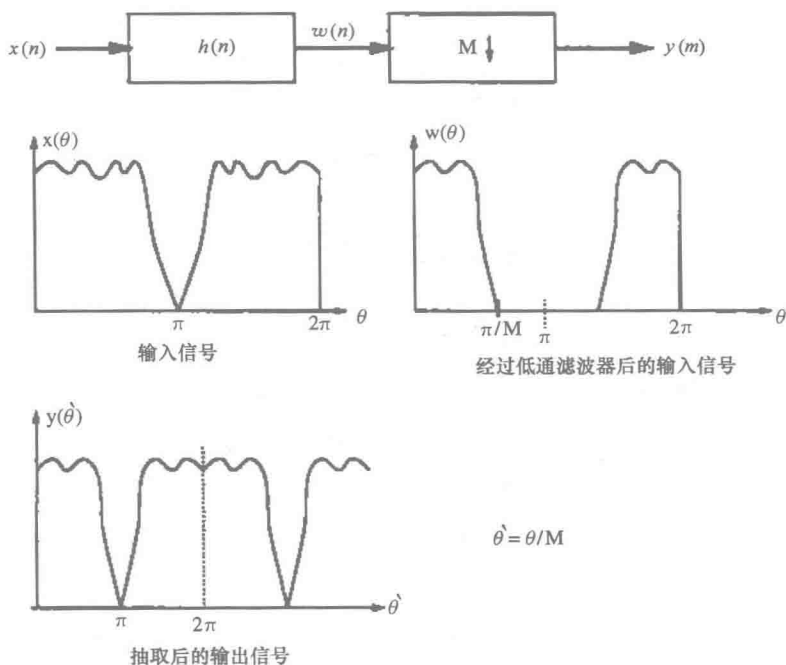 x(n) h(n) w(n) M↓ y(m)
x(θ)
π 2π θ
输入信号
w(θ)
π/M π 2π θ
经过低通滤波器后的输入信号
y(θ̀)
π 2π θ̀
抽取后的输出信号
θ̀ = θ/M